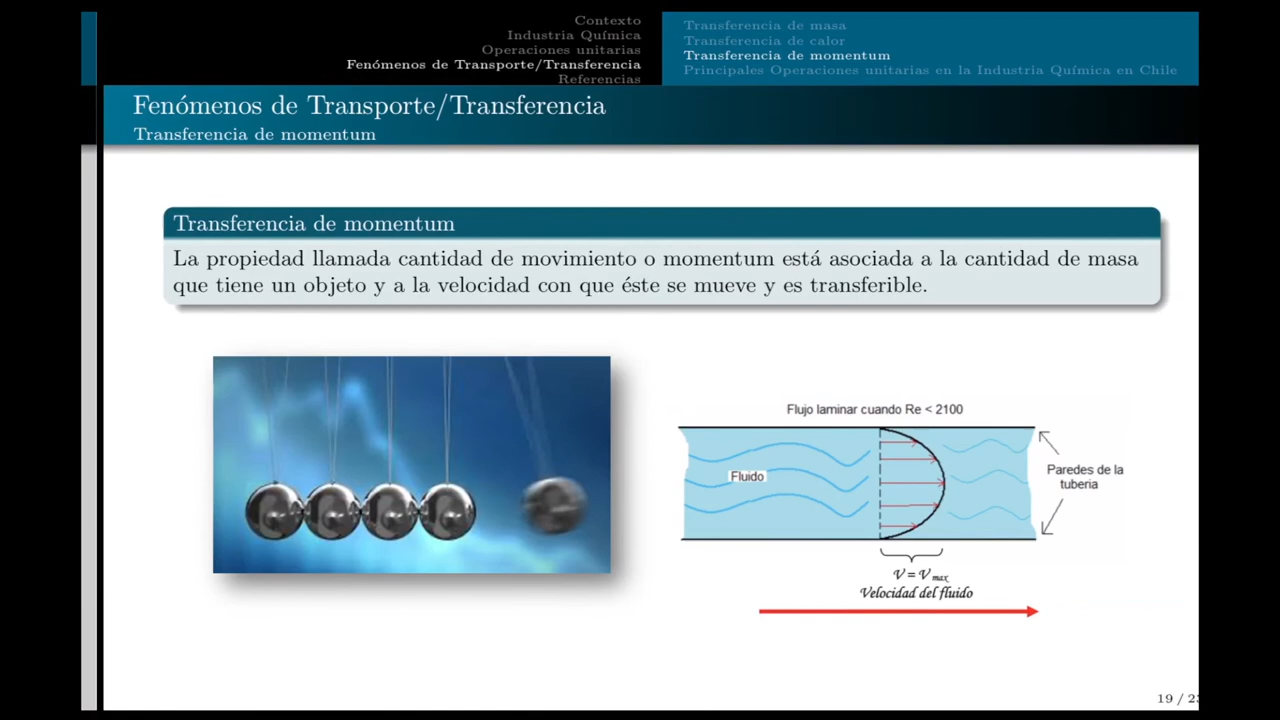 Contexto
Industria Química
Operaciones unitarias
Fenómenos de Transporte/Transferencia
Referencias
Transferencia de masa
Transferencia de calor
Transferencia de momentum
Principales Operaciones unitarias en la Industria Química en Chile
Fenómenos de Transporte/Transferencia
Transferencia de momentum
Transferencia de momentum
La propiedad llamada cantidad de movimiento o momentum está asociada a la cantidad de masa
que tiene un objeto y a la velocidad con que éste se mueve y es transferible.
Flujo laminar cuando Re < 2100
Fluido
Paredes de la
tuberia
V = V max
Velocidad del fluido
19 / 2